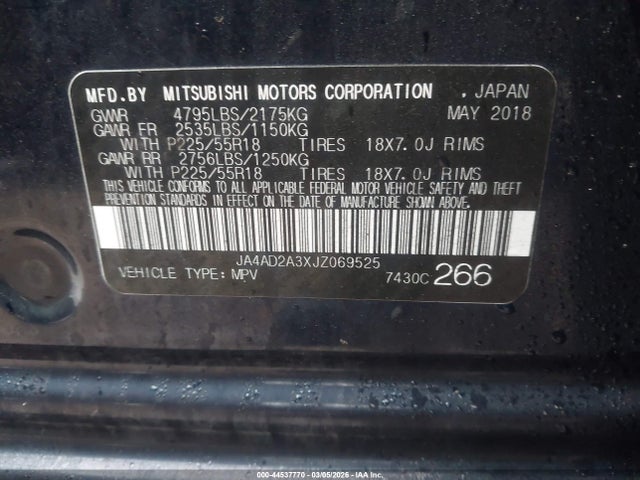 MFD.BY MITSUBISHI MOTORS CORPORATION , JAPAN
GVWR 4795LBS/2175KG MAY 2018
GAWR FR 2535LBS/1150KG
WITH P225/55R18 TIRES 18X7.0J RIMS
GAWR RR 2756LBS/1250KG
WITH P225/55R18 TIRES 18X7.0J RIMS
THIS VEHICLE CONFORMS TO ALL APPLICABLE FEDERAL MOTOR VEHICLE SAFETY AND THEFT
PREVENTION STANDARDS IN EFFECT ON THE DATE OF MANUFACTURE SHOWN ABOVE.
JA4AD2A3XJZ069525
VEHICLE TYPE: MPV 7430C 266
000-44537770 - 03/05/2026 - © IAA Holdings, LLC